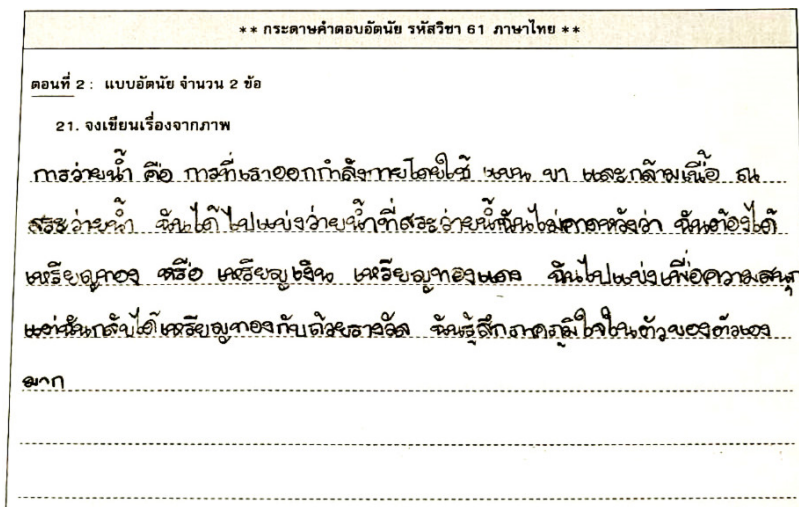 ** กระดาษคำตอบอัตนัย รหัสวิชา 61 ภาษาไทย **
ตอนที่ 2 : แบบอัตนัย จำนวน 2 ข้อ
21. จงเขียนเรื่องจากภาพ
การว่ายน้ำ คือ การที่เราออกกำลังกายโดยใช้ แขน ขา และกล้ามเนื้อ ณ
สระว่ายน้ำ ฉันได้ไปแข่งว่ายน้ำที่สระว่ายน้ำฉันไม่คาดหวังว่า ฉันต้องได้
เหรียญทอง หรือ เหรียญเงิน เหรียญทองแดง ฉันไปแข่งเพื่อความสนุก
แต่ฉันกลับได้เหรียญทองกับถ้วยรางวัล ฉันรู้สึกภาคภูมิใจในตัวของตัวเอง
มาก